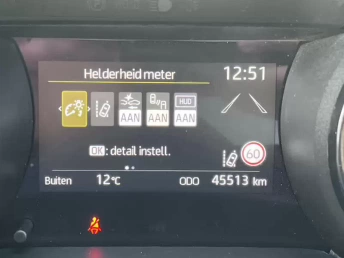 Helderheid meter 12:51
HUD
AAN AAN AAN
OK: detail instell.
60
Buiten 12°C ODO 45513 km